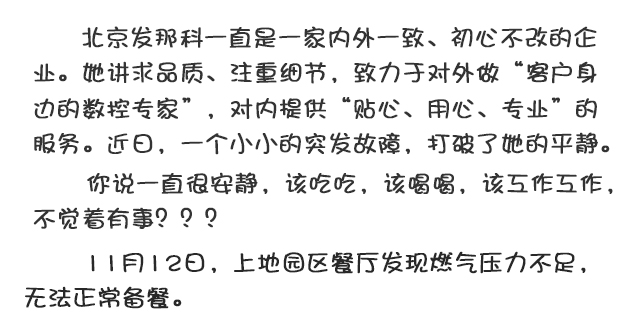 北京发那科一直是一家内外一致、初心不改的企
业。她讲求品质、注重细节，致力于对外做“客户身
边的数控专家”，对内提供“贴心、用心、专业”的
服务。近日，一个小小的突发故障，打破了她的平静。
你说一直很安静，该吃吃，该喝喝，该工作工作，
不觉着有事？？？
11月12日，上地园区餐厅发现燃气压力不足，
无法正常备餐。